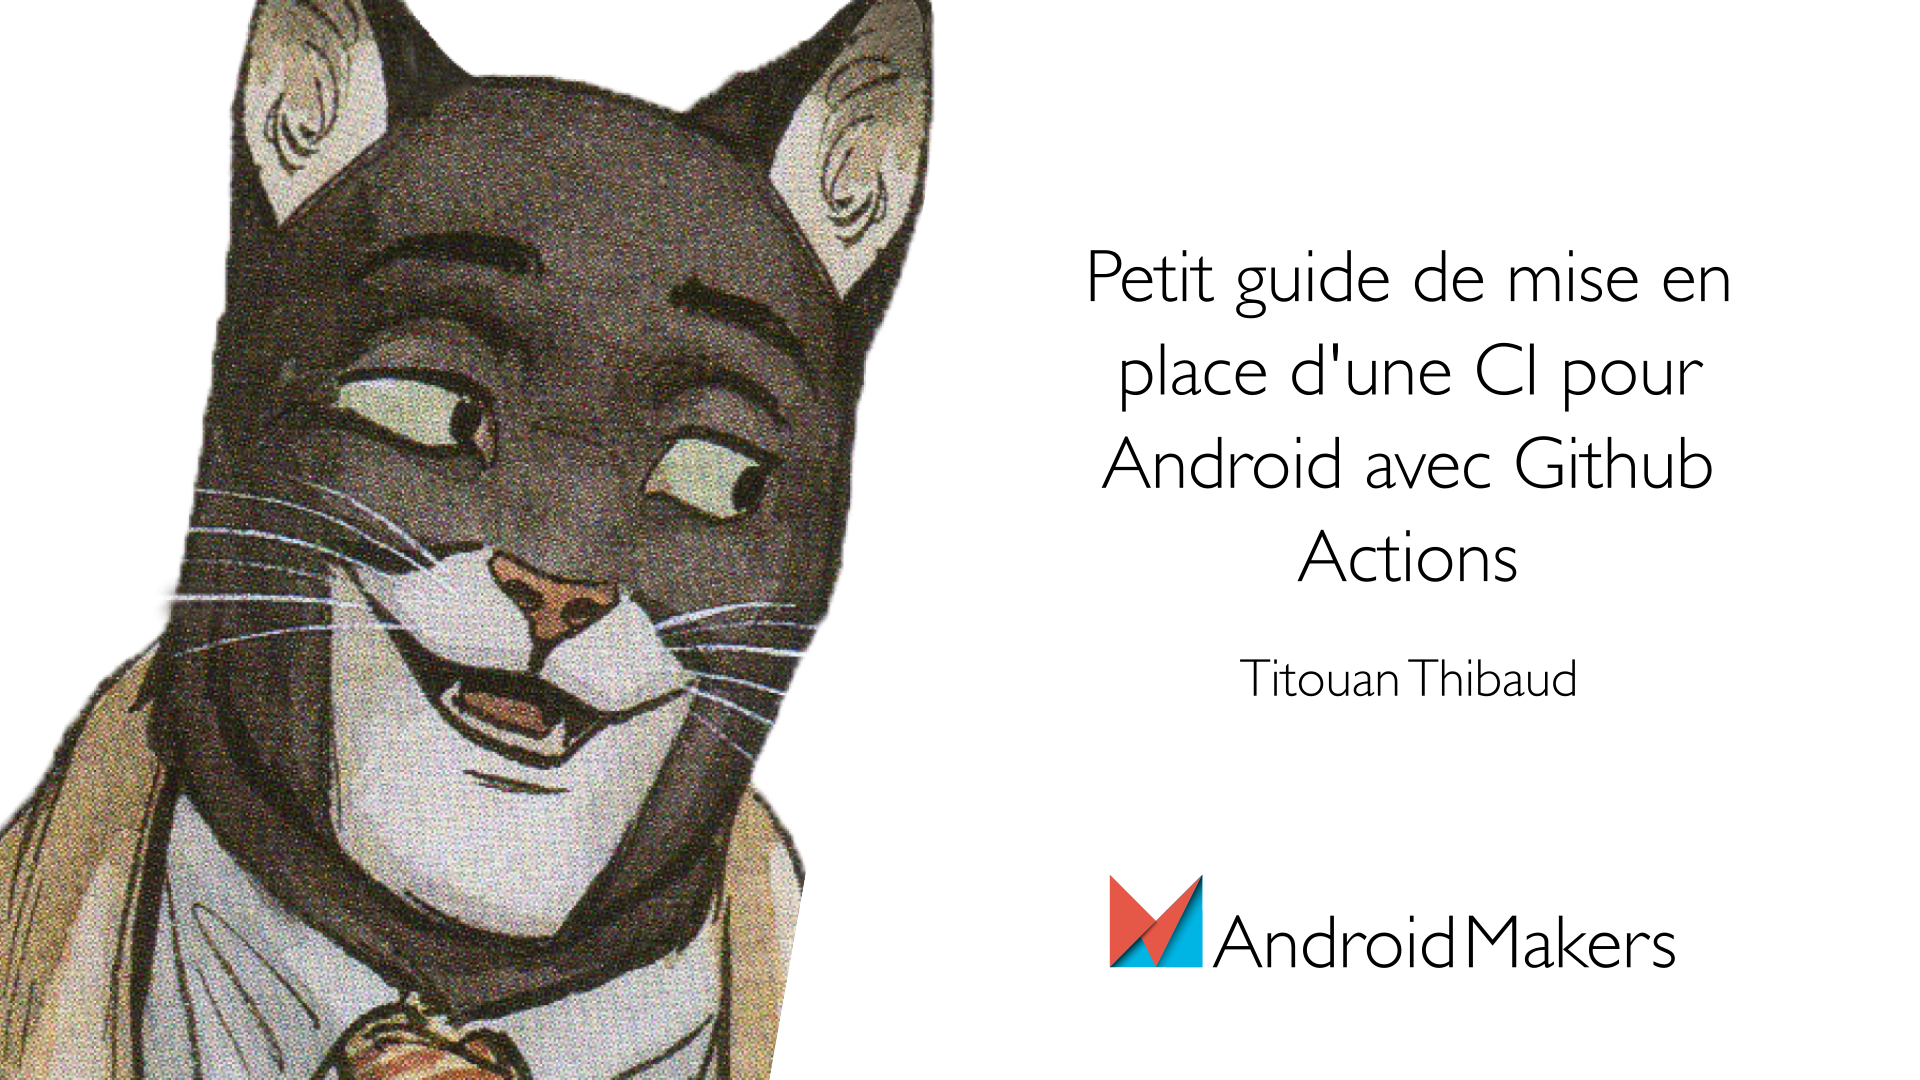 Petit guide de mise en
place d'une CI pour
Android avec Github
Actions
Titouan Thibaud
AndroidMakers